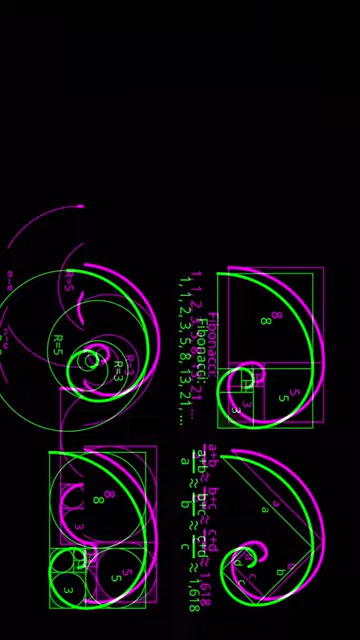 Fibonacci:
1, 1, 2, 3, 5, 8, 13, 21, ...
a+b ≈ b+c ≈ c+d ≈ 1,618
a b c
8
5
3
a
b
c
d
R=5
R=3
8
5
3